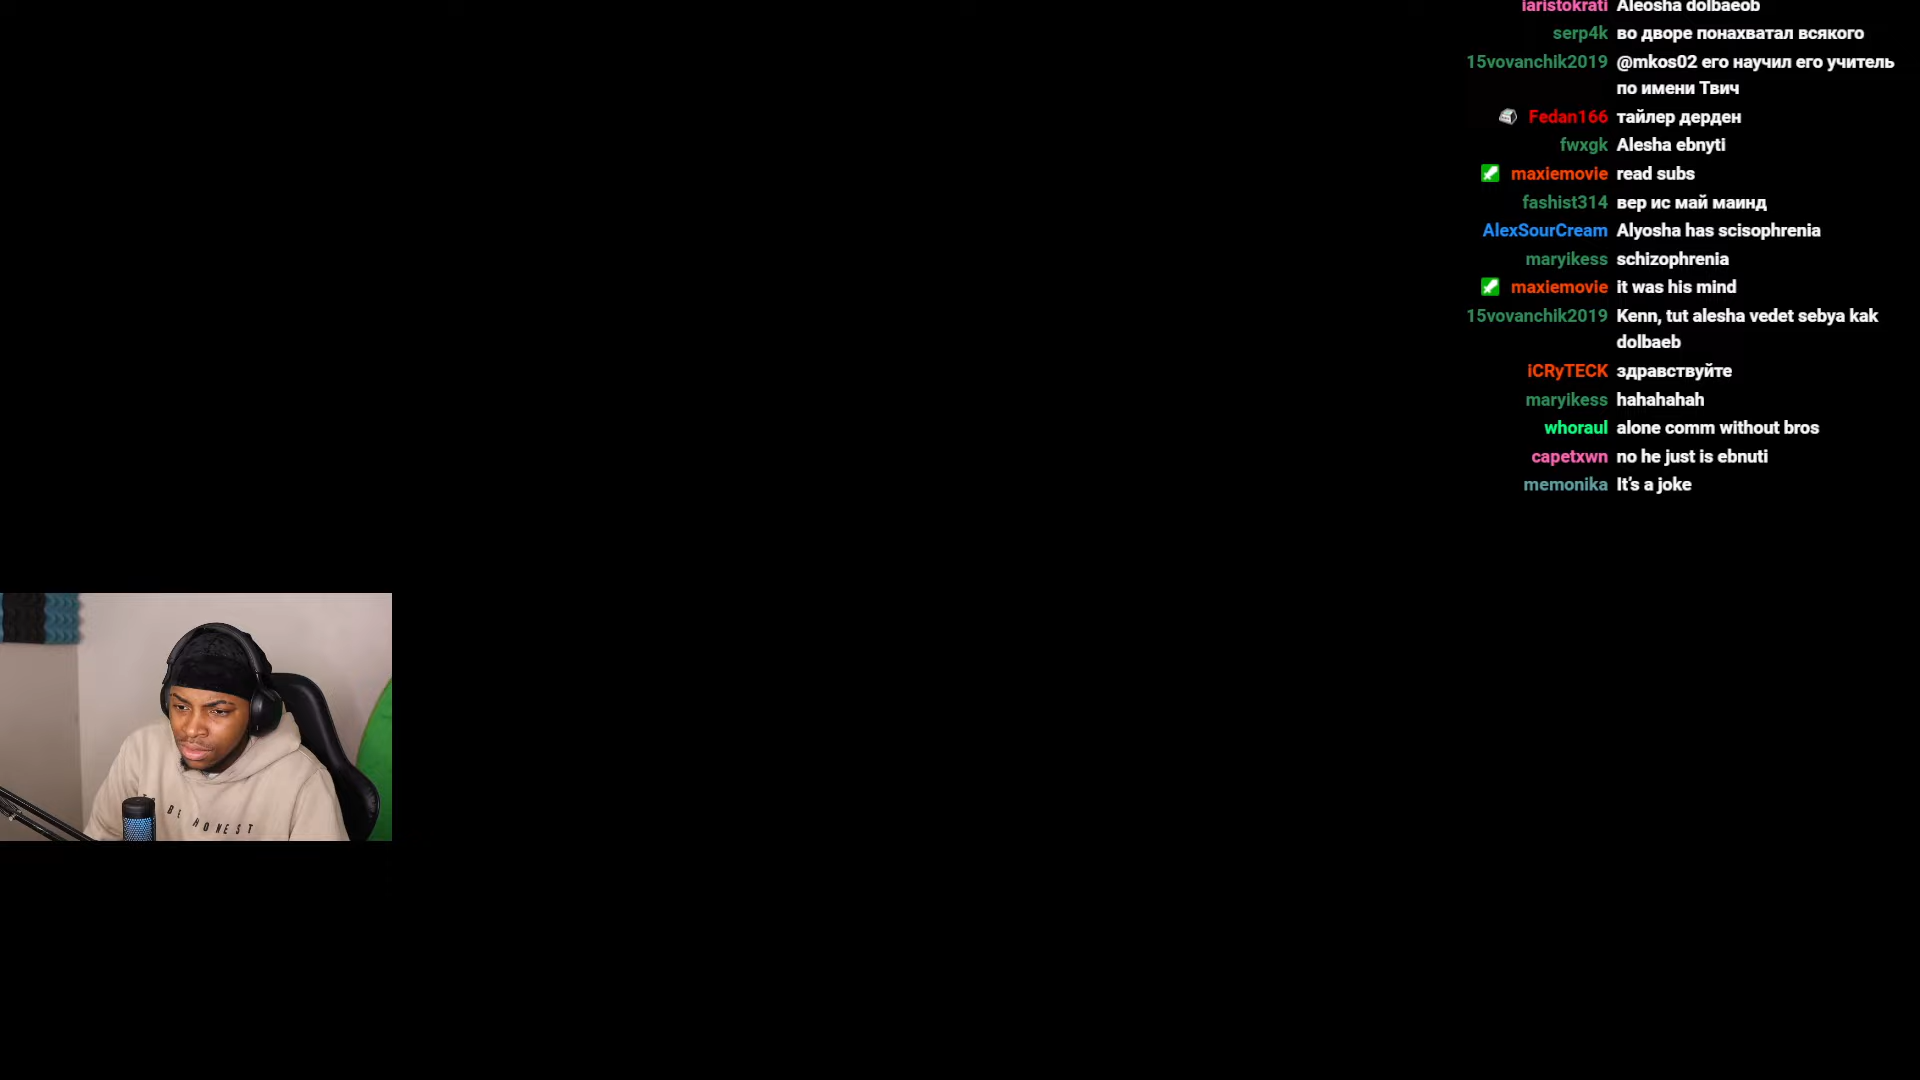 iaristokrati Aleosha dolbaeob
serp4k во дворе понахватал всякого
15vovanchik2019 @mkos02 его научил его учитель
по имени Твич
Fedan166 тайлер дерден
fwxgk Alesha ebnyti
maxiemovie read subs
fashist314 вер ис май маинд
AlexSourCream Alyosha has scisophrenia
maryikess schizophrenia
maxiemovie it was his mind
15vovanchik2019 Kenn, tut alesha vedet sebya kak
dolbaeb
iCRyTECK здравствуйте
maryikess hahahahah
whoraul alone comm without bros
capetxwn no he just is ebnuti
memonika It’s a joke
BE HONEST